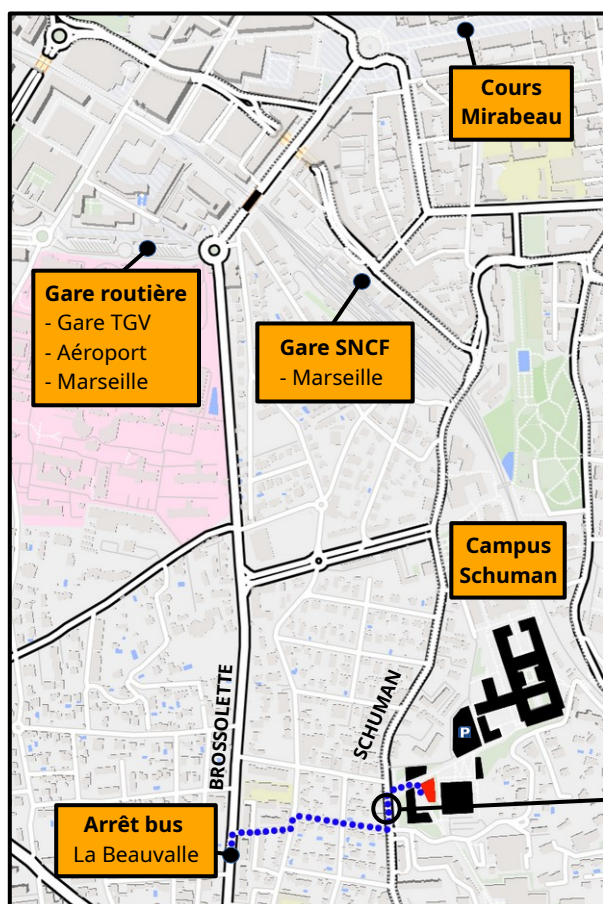 Cours
Mirabeau
Gare routière
- Gare TGV
- Aéroport
- Marseille
Gare SNCF
- Marseille
Campus
Schuman
BROSSOLETTE
SCHUMAN
P
Arrêt bus
La Beauvalle